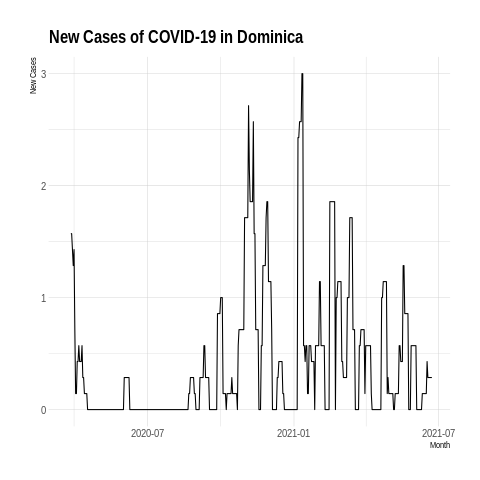 New Cases of COVID-19 in Dominica
New Cases
3
2
1
0
2020-07
2021-01
2021-07
Month